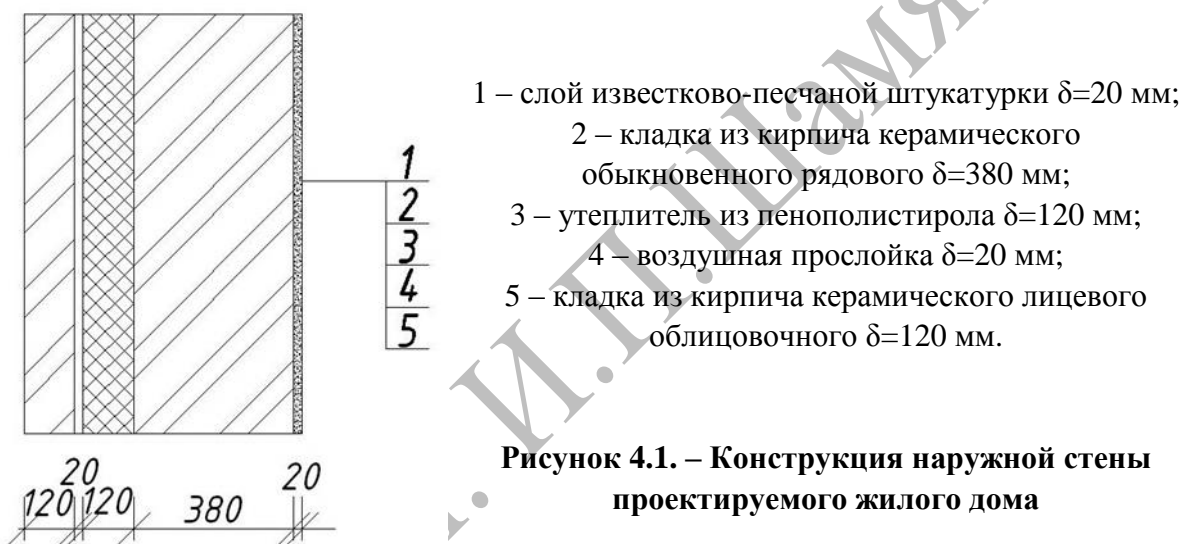 1 – слой известково-песчаной штукатурки δ=20 мм;
2 – кладка из кирпича керамического
обыкновенного рядового δ=380 мм;
3 – утеплитель из пенополистирола δ=120 мм;
4 – воздушная прослойка δ=20 мм;
5 – кладка из кирпича керамического лицевого
облицовочного δ=120 мм.
1
2
3
4
5
Рисунок 4.1. – Конструкция наружной стены
проектируемого жилого дома
20
20
120
120
380
И.П.